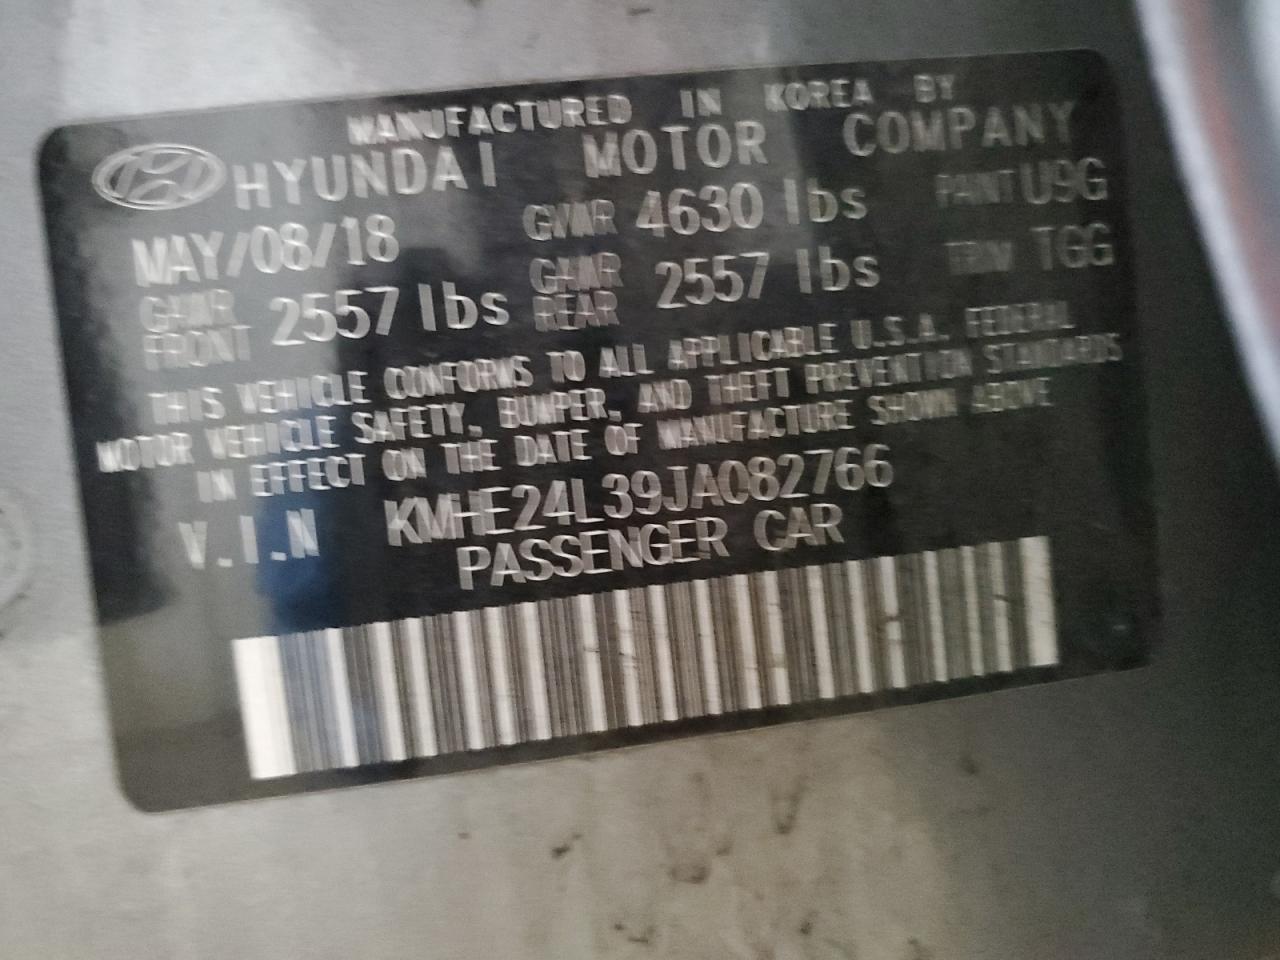 MANUFACTURED IN KOREA BY
HYUNDAI MOTOR COMPANY
MAY/08/18 GVWR 4630 lbs PAINT U9G
GAWR FRONT 2557 lbs GAWR REAR 2557 lbs TRIM TGG
THIS VEHICLE CONFORMS TO ALL APPLICABLE U.S.A. FEDERAL
MOTOR VEHICLE SAFETY, BUMPER, AND THEFT PREVENTION STANDARDS
IN EFFECT ON THE DATE OF MANUFACTURE SHOWN ABOVE
V.I.N KMHE24L39JA082766
PASSENGER CAR